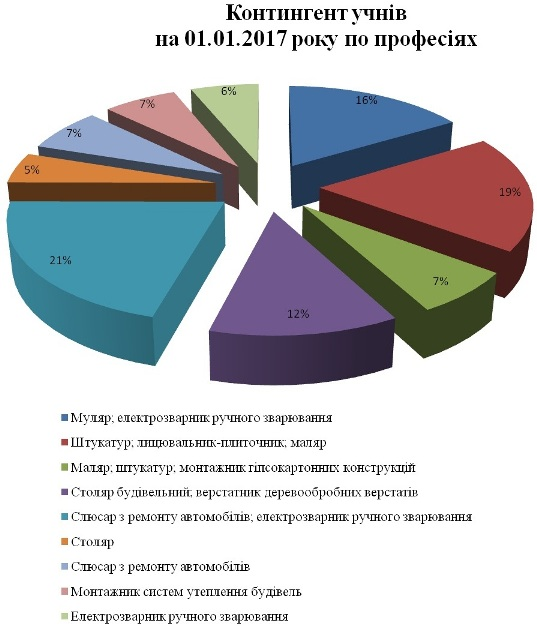 Контингент учнів
на 01.01.2017 року по професіях
6%
16%
7%
7%
5%
19%
21%
7%
12%
Муляр; електрозварник ручного зварювання
Штукатур; лицювальник-плиточник; маляр
Маляр; штукатур; монтажник гіпсокартонних конструкцій
Столяр будівельний; верстатник деревообробних верстатів
Слюсар з ремонту автомобілів; електрозварник ручного зварювання
Столяр
Слюсар з ремонту автомобілів
Монтажник систем утеплення будівель
Електрозварник ручного зварювання